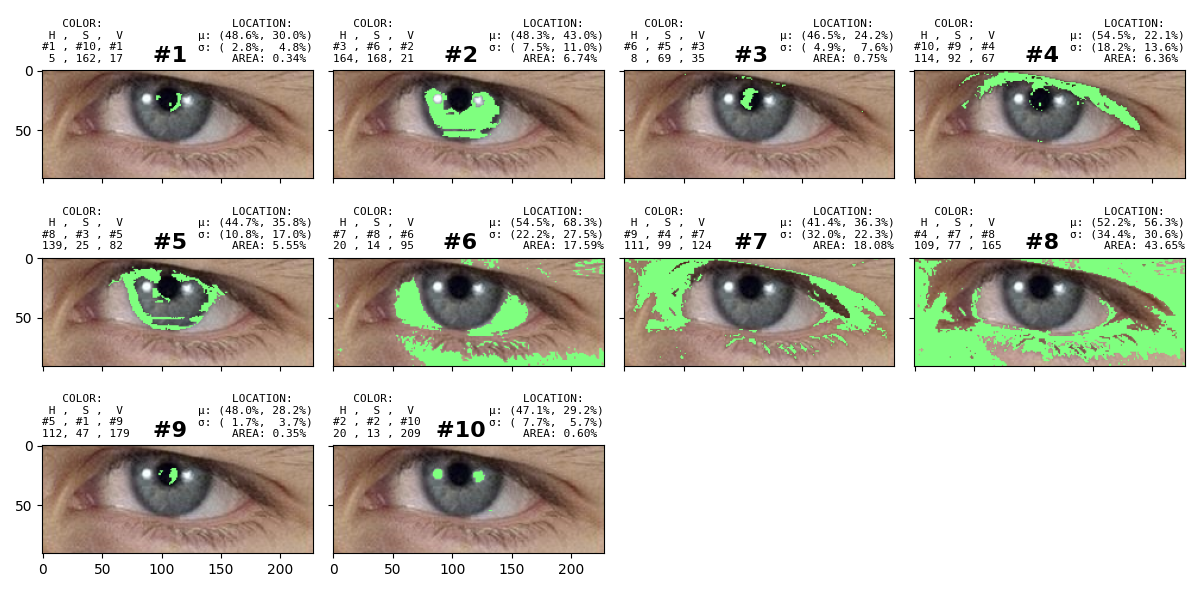 COLOR: LOCATION:
H , S , V μ: (48.6%, 30.0%)
#1 , #10, #1 #1 σ: ( 2.8%, 4.8%)
5 , 162, 17 AREA: 0.34%
COLOR: LOCATION:
H , S , V μ: (48.3%, 43.0%)
#3 , #6 , #2 #2 σ: ( 7.5%, 11.0%)
164, 168, 21 AREA: 6.74%
COLOR: LOCATION:
H , S , V μ: (46.5%, 24.2%)
#6 , #5 , #3 #3 σ: ( 4.9%, 7.6%)
8 , 69 , 35 AREA: 0.75%
COLOR: LOCATION:
H , S , V μ: (54.5%, 22.1%)
#10, #9 , #4 #4 σ: (18.2%, 13.6%)
114, 92 , 67 AREA: 6.36%
0
50
COLOR: LOCATION:
H , S , V μ: (44.7%, 35.8%)
#8 , #3 , #5 #5 σ: (10.8%, 17.0%)
139, 25 , 82 AREA: 5.55%
COLOR: LOCATION:
H , S , V μ: (54.5%, 68.3%)
#7 , #8 , #6 #6 σ: (22.2%, 27.5%)
20 , 14 , 95 AREA: 17.59%
COLOR: LOCATION:
H , S , V μ: (41.4%, 36.3%)
#9 , #4 , #7 #7 σ: (32.0%, 22.3%)
111, 99 , 124 AREA: 18.08%
COLOR: LOCATION:
H , S , V μ: (52.2%, 56.3%)
#4 , #7 , #8 #8 σ: (34.4%, 30.6%)
109, 77 , 165 AREA: 43.65%
0
50
COLOR: LOCATION:
H , S , V μ: (48.0%, 28.2%)
#5 , #1 , #9 #9 σ: ( 1.7%, 3.7%)
112, 47 , 179 AREA: 0.35%
COLOR: LOCATION:
H , S , V μ: (47.1%, 29.2%)
#2 , #2 , #10 #10 σ: ( 7.7%, 5.7%)
20 , 13 , 209 AREA: 0.60%
0
50
0 50 100 150 200
0 50 100 150 200